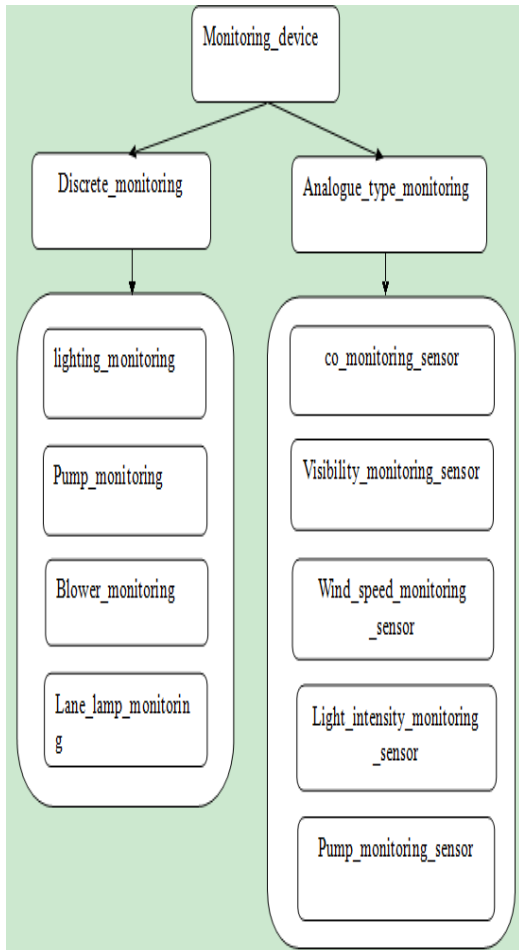 Monitoring_device
Discrete_monitoring
Analogue_type_monitoring
lighting_monitoring
Pump_monitoring
Blower_monitoring
Lane_lamp_monitorin
g
co_monitoring_sensor
Visibility_monitoring_sensor
Wind_speed_monitoring
_sensor
Light_intensity_monitoring
_sensor
Pump_monitoring_sensor